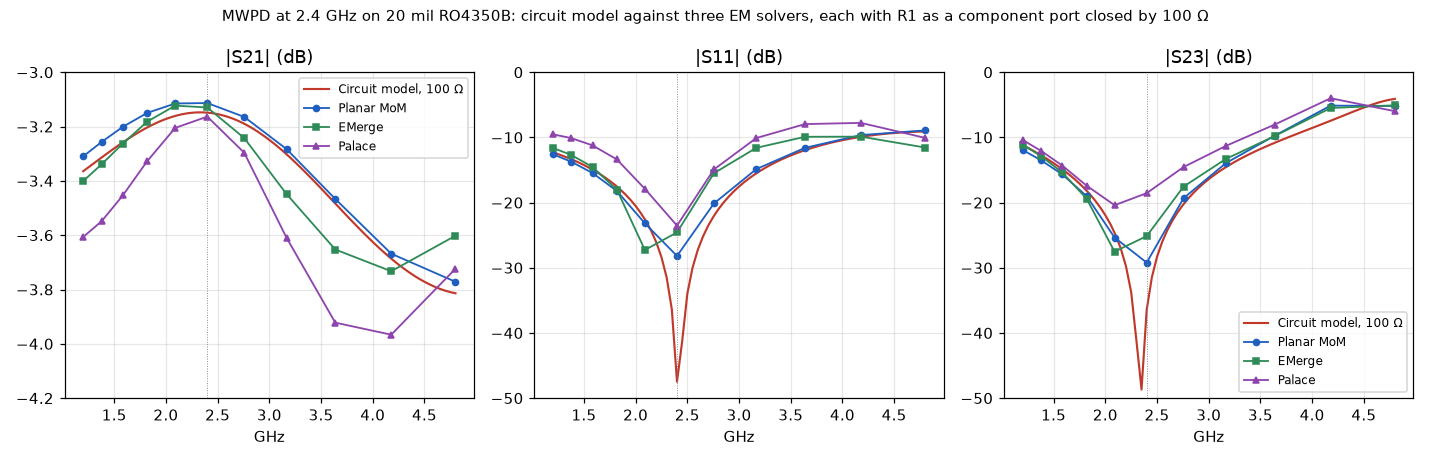 MWPD at 2.4 GHz on 20 mil RO4350B: circuit model against three EM solvers, each with R1 as a component port closed by 100 Ω
|S21| (dB)
−3.0
−3.2
−3.4
−3.6
−3.8
−4.0
−4.2
1.5 2.0 2.5 3.0 3.5 4.0 4.5
GHz
Circuit model, 100 Ω
Planar MoM
EMerge
Palace
|S11| (dB)
0
−10
−20
−30
−40
−50
1.5 2.0 2.5 3.0 3.5 4.0 4.5
GHz
|S23| (dB)
0
−10
−20
−30
−40
−50
1.5 2.0 2.5 3.0 3.5 4.0 4.5
GHz
Circuit model, 100 Ω
Planar MoM
EMerge
Palace